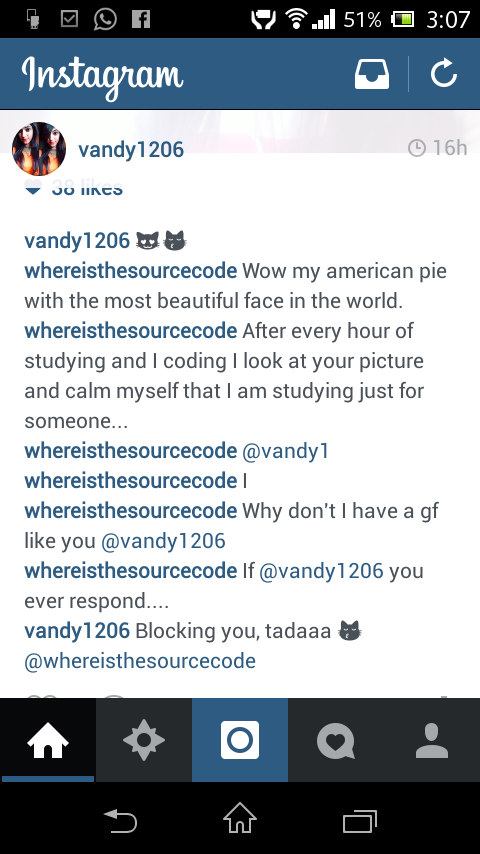 51% 3:07
Instagram
vandy1206 16h
38 likes
vandy1206 😼😽
whereisthesourcecode Wow my american pie
with the most beautiful face in the world.
whereisthesourcecode After every hour of
studying and I coding I look at your picture
and calm myself that I am studying just for
someone...
whereisthesourcecode @vandy1
whereisthesourcecode I
whereisthesourcecode Why don't I have a gf
like you @vandy1206
whereisthesourcecode If @vandy1206 you
ever respond....
vandy1206 Blocking you, tadaaa 😽
@whereisthesourcecode